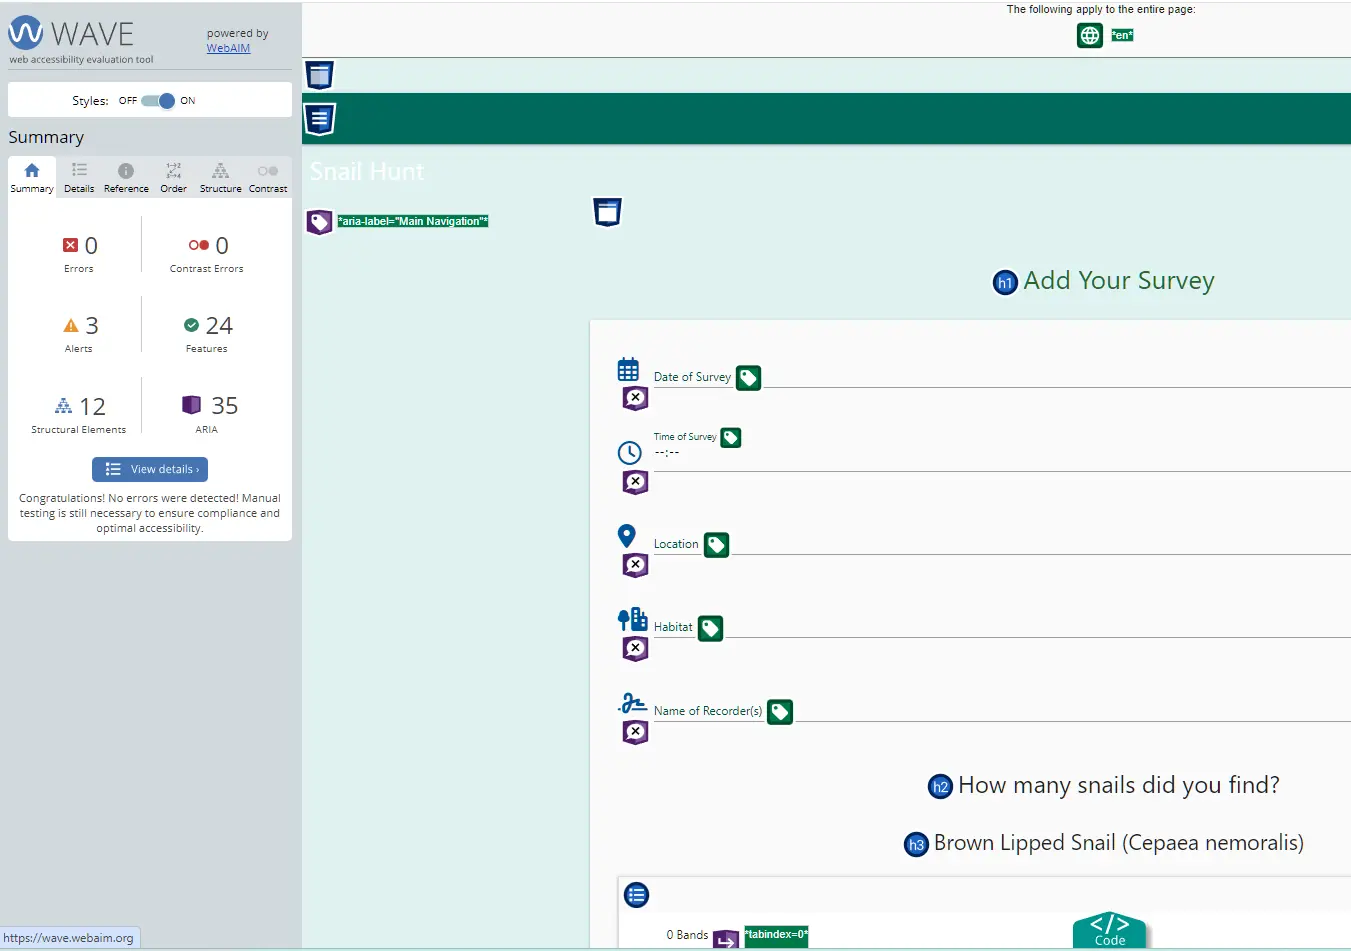 WAVE
powered by
WebAIM
web accessibility evaluation tool
Styles: OFF ON
Summary
Summary Details Reference Order Structure Contrast
0 Errors
0 Contrast Errors
3 Alerts
24 Features
12 Structural Elements
35 ARIA
View details ›
Congratulations! No errors were detected! Manual
testing is still necessary to ensure compliance and
optimal accessibility.
https://wave.webaim.org
The following apply to the entire page:
*en*
Snail Hunt
*aria-label="Main Navigation"*
h1 Add Your Survey
Date of Survey
Time of Survey
--:--
Location
Habitat
Name of Recorder(s)
h2 How many snails did you find?
h3 Brown Lipped Snail (Cepaea nemoralis)
0 Bands *tabindex=0*
</> Code